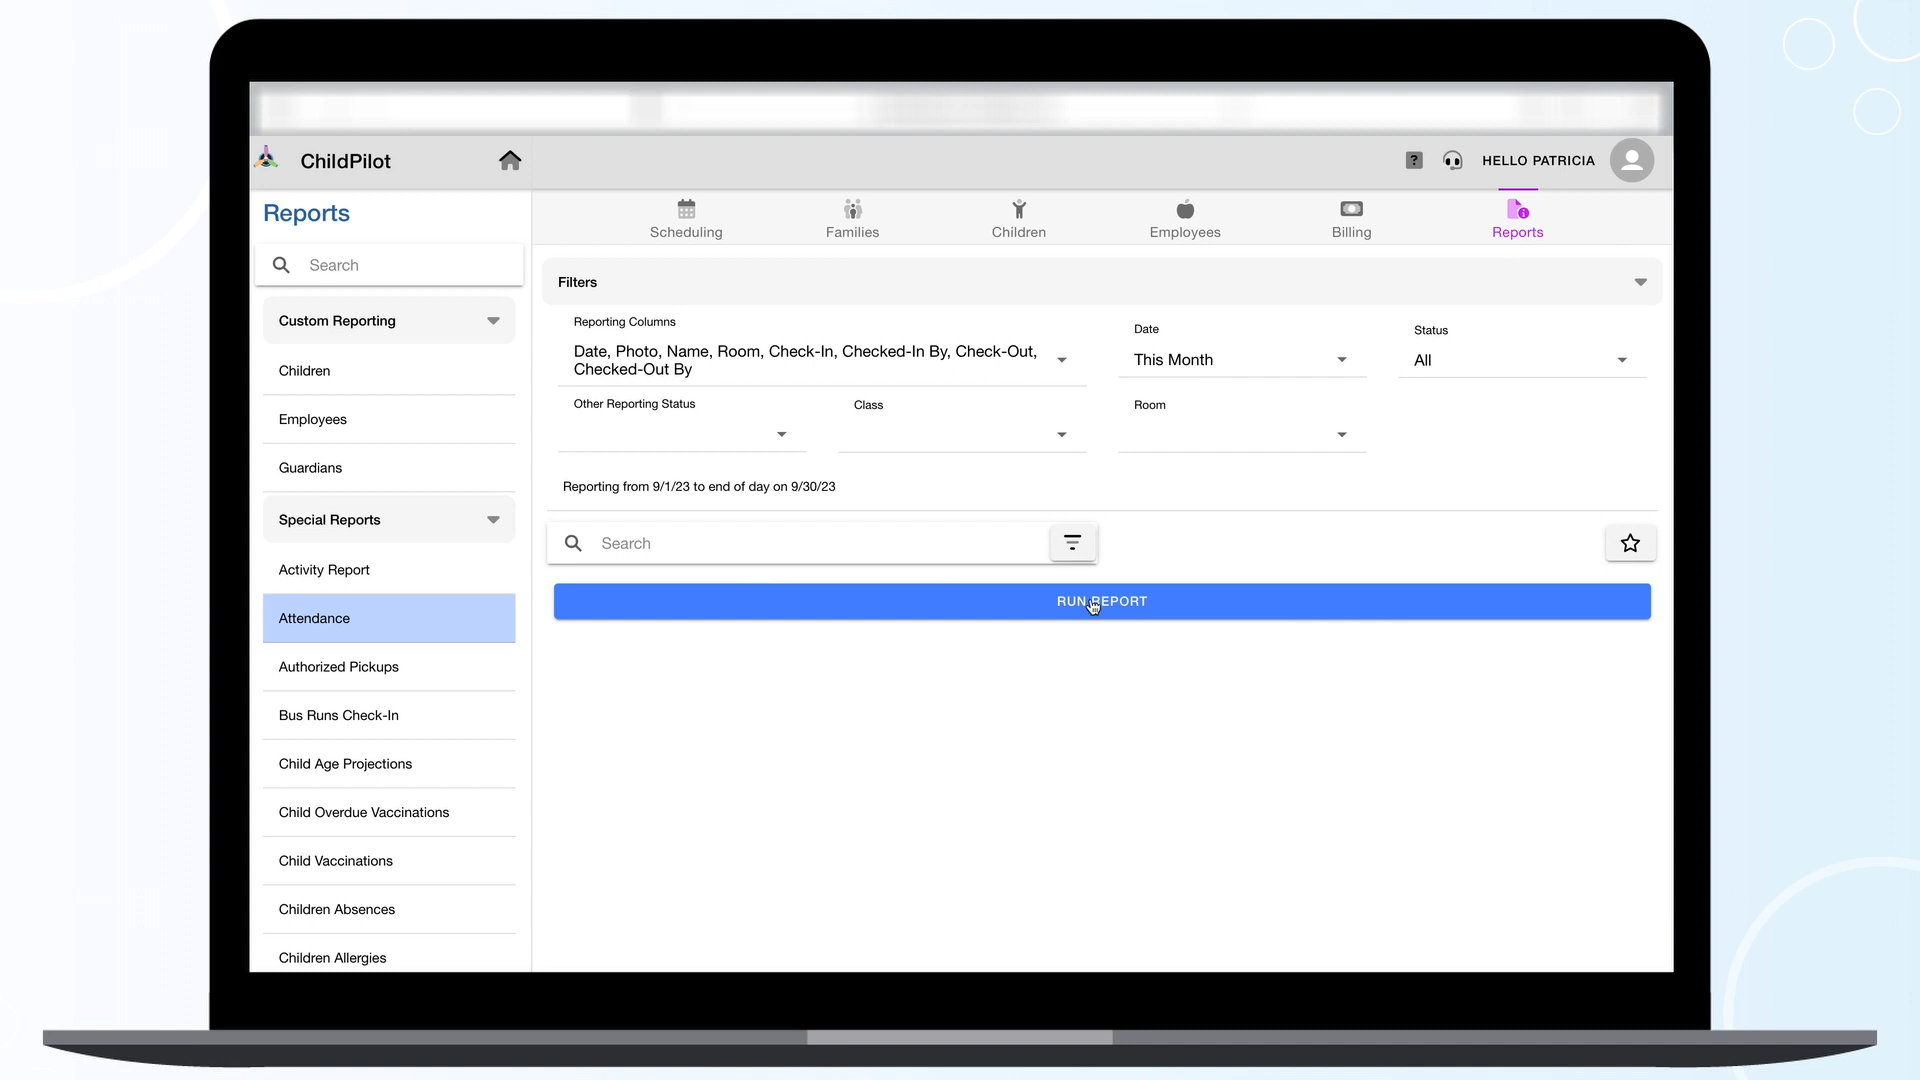 ChildPilot
?
HELLO PATRICIA
Reports
Scheduling
Families
Children
Employees
Billing
Reports
Search
Custom Reporting
Children
Employees
Guardians
Special Reports
Activity Report
Attendance
Authorized Pickups
Bus Runs Check-In
Child Age Projections
Child Overdue Vaccinations
Child Vaccinations
Children Absences
Children Allergies
Filters
Reporting Columns
Date, Photo, Name, Room, Check-In, Checked-In By, Check-Out,
Checked-Out By
Date
This Month
Status
All
Other Reporting Status
Class
Room
Reporting from 9/1/23 to end of day on 9/30/23
Search
RUN REPORT